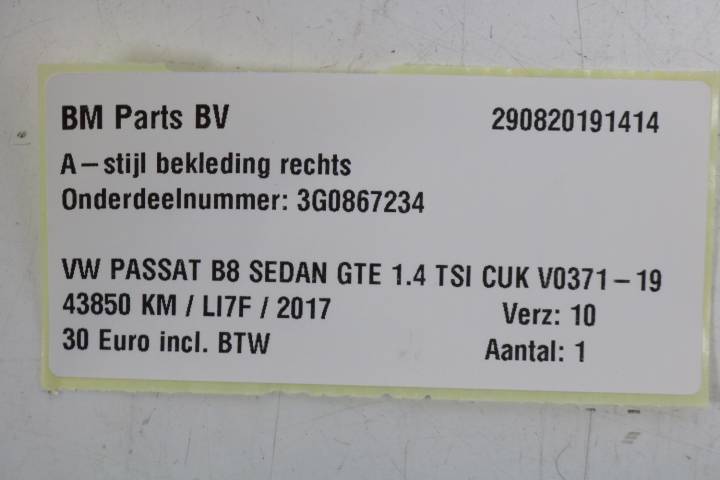 BM Parts BV 290820191414
A-stijl bekleding rechts
Onderdeelnummer: 3G0867234
VW PASSAT B8 SEDAN GTE 1.4 TSI CUK V0371-19
43850 KM / LI7F / 2017 Verz: 10
30 Euro incl. BTW Aantal: 1